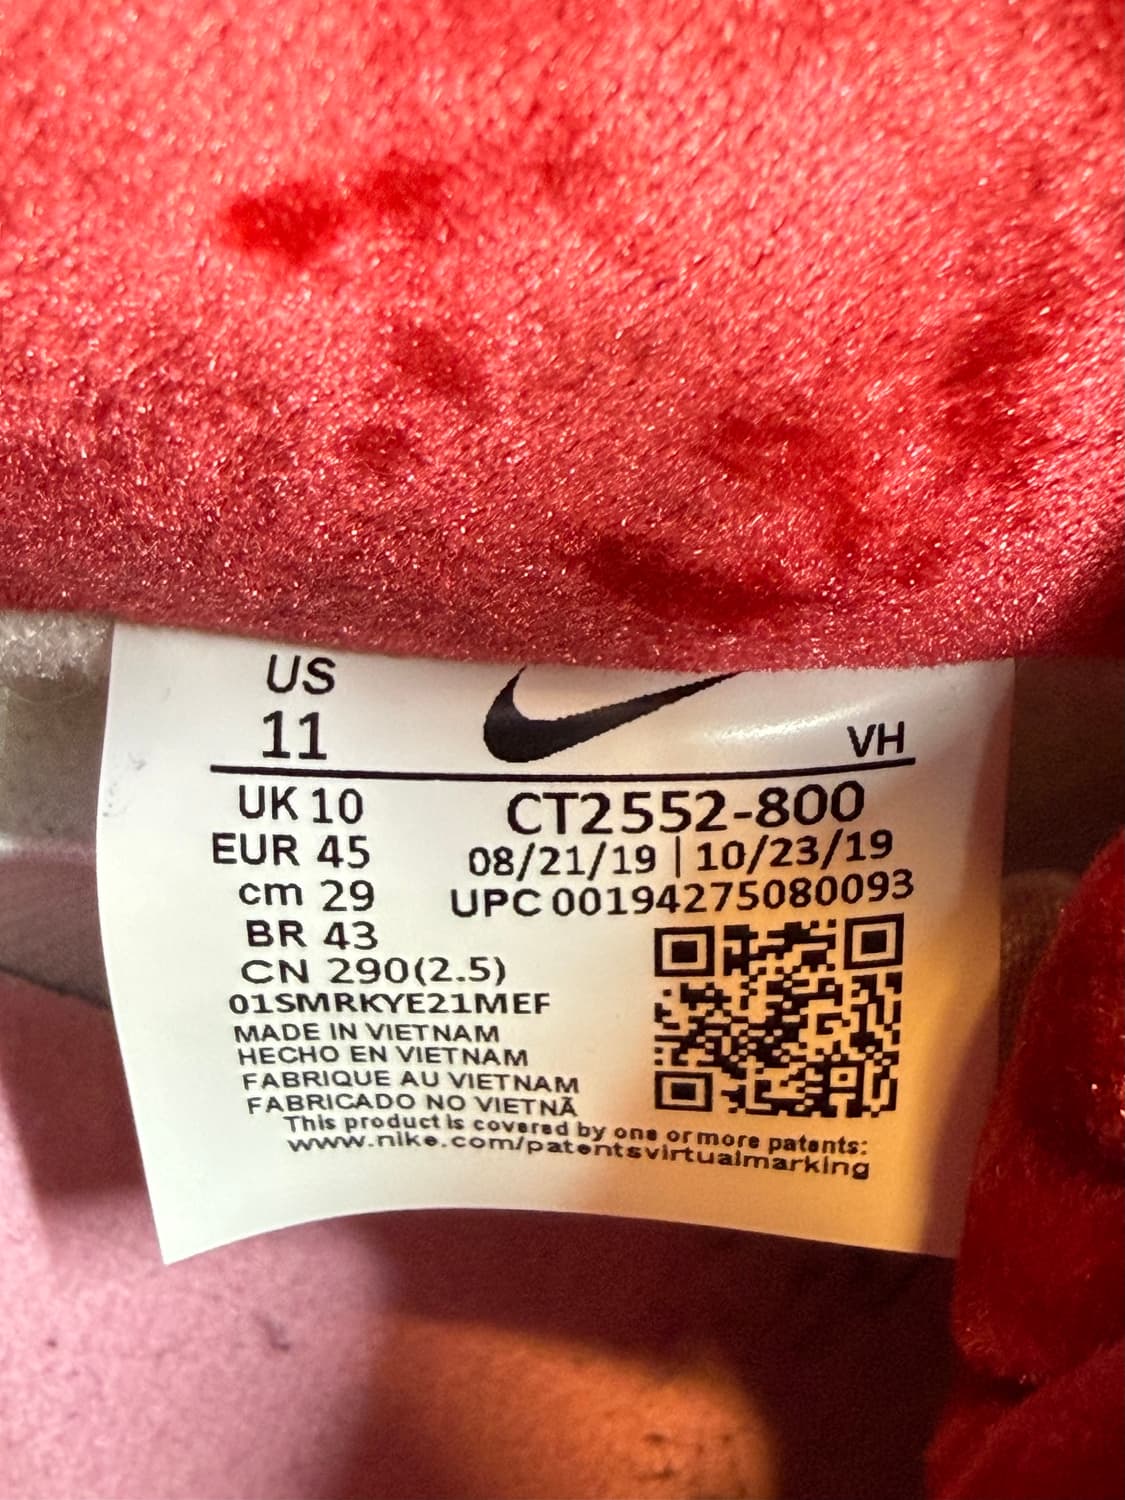 US
11
VH
UK 10
EUR 45
cm 29
BR 43
CN 290(2.5)
CT2552-800
08/21/19 | 10/23/19
UPC 00194275080093
01SMRKYE21MEF
MADE IN VIETNAM
HECHO EN VIETNAM
FABRIQUE AU VIETNAM
FABRICADO NO VIETNÃ
This product is covered by one or more patents:
www.nike.com/patentsvirtualmarking